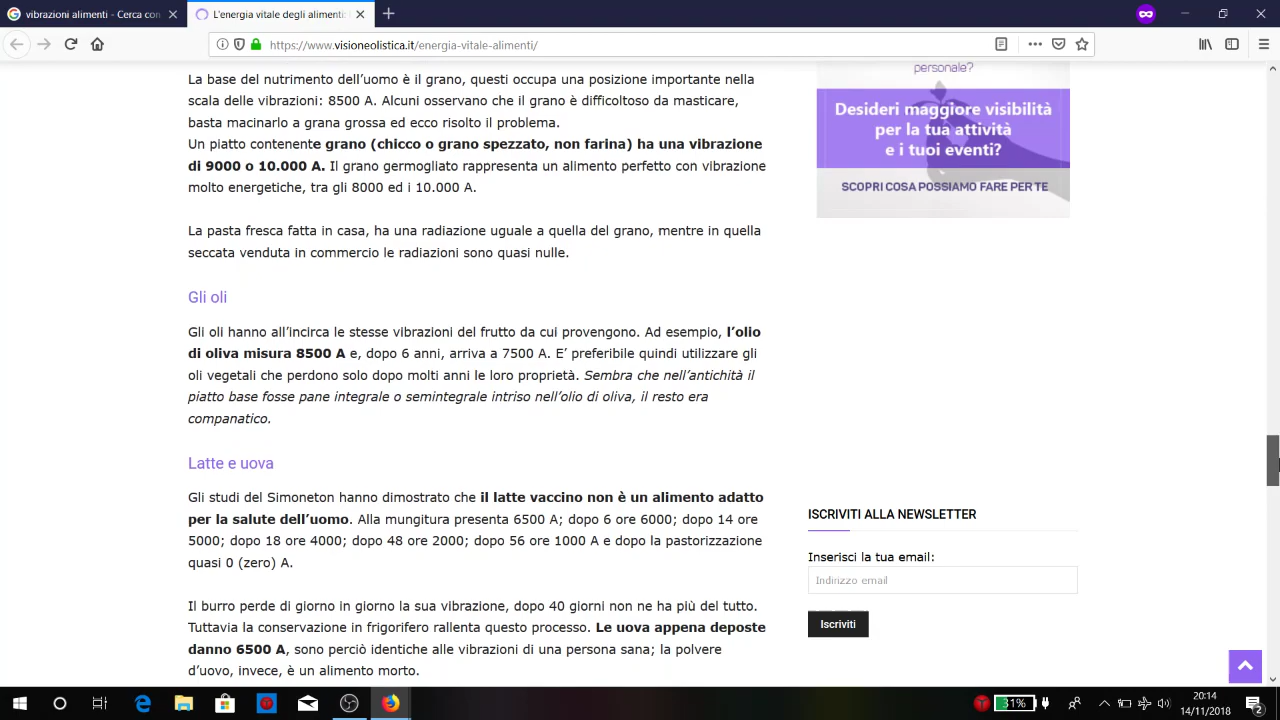 vibrazioni alimenti - Cerca con
L'energia vitale degli alimenti:
https://www.visioneolistica.it/energia-vitale-alimenti/
La base del nutrimento dell'uomo è il grano, questi occupa una posizione importante nella
scala delle vibrazioni: 8500 A. Alcuni osservano che il grano è difficoltoso da masticare,
basta macinarlo a grana grossa ed ecco risolto il problema.
Un piatto contenente grano (chicco o grano spezzato, non farina) ha una vibrazione
di 9000 o 10.000 A. Il grano germogliato rappresenta un alimento perfetto con vibrazione
molto energetiche, tra gli 8000 ed i 10.000 A.
La pasta fresca fatta in casa, ha una radiazione uguale a quella del grano, mentre in quella
seccata venduta in commercio le radiazioni sono quasi nulle.
Gli oli
Gli oli hanno all'incirca le stesse vibrazioni del frutto da cui provengono. Ad esempio, l'olio
di oliva misura 8500 A e, dopo 6 anni, arriva a 7500 A. E' preferibile quindi utilizzare gli
oli vegetali che perdono solo dopo molti anni le loro proprietà. Sembra che nell'antichità il
piatto base fosse pane integrale o semintegrale intriso nell'olio di oliva, il resto era
companatico.
Latte e uova
Gli studi del Simoneton hanno dimostrato che il latte vaccino non è un alimento adatto
per la salute dell'uomo. Alla mungitura presenta 6500 A; dopo 6 ore 6000; dopo 14 ore
5000; dopo 18 ore 4000; dopo 48 ore 2000; dopo 56 ore 1000 A e dopo la pastorizzazione
quasi 0 (zero) A.
Il burro perde di giorno in giorno la sua vibrazione, dopo 40 giorni non ne ha più del tutto.
Tuttavia la conservazione in frigorifero rallenta questo processo. Le uova appena deposte
danno 6500 A, sono perciò identiche alle vibrazioni di una persona sana; la polvere
d'uovo, invece, è un alimento morto.
personale?
Desideri maggiore visibilità
per la tua attività
e i tuoi eventi?
SCOPRI COSA POSSIAMO FARE PER TE
ISCRIVITI ALLA NEWSLETTER
Inserisci la tua email:
Indirizzo email
Iscriviti
31%
20:14
14/11/2018
2